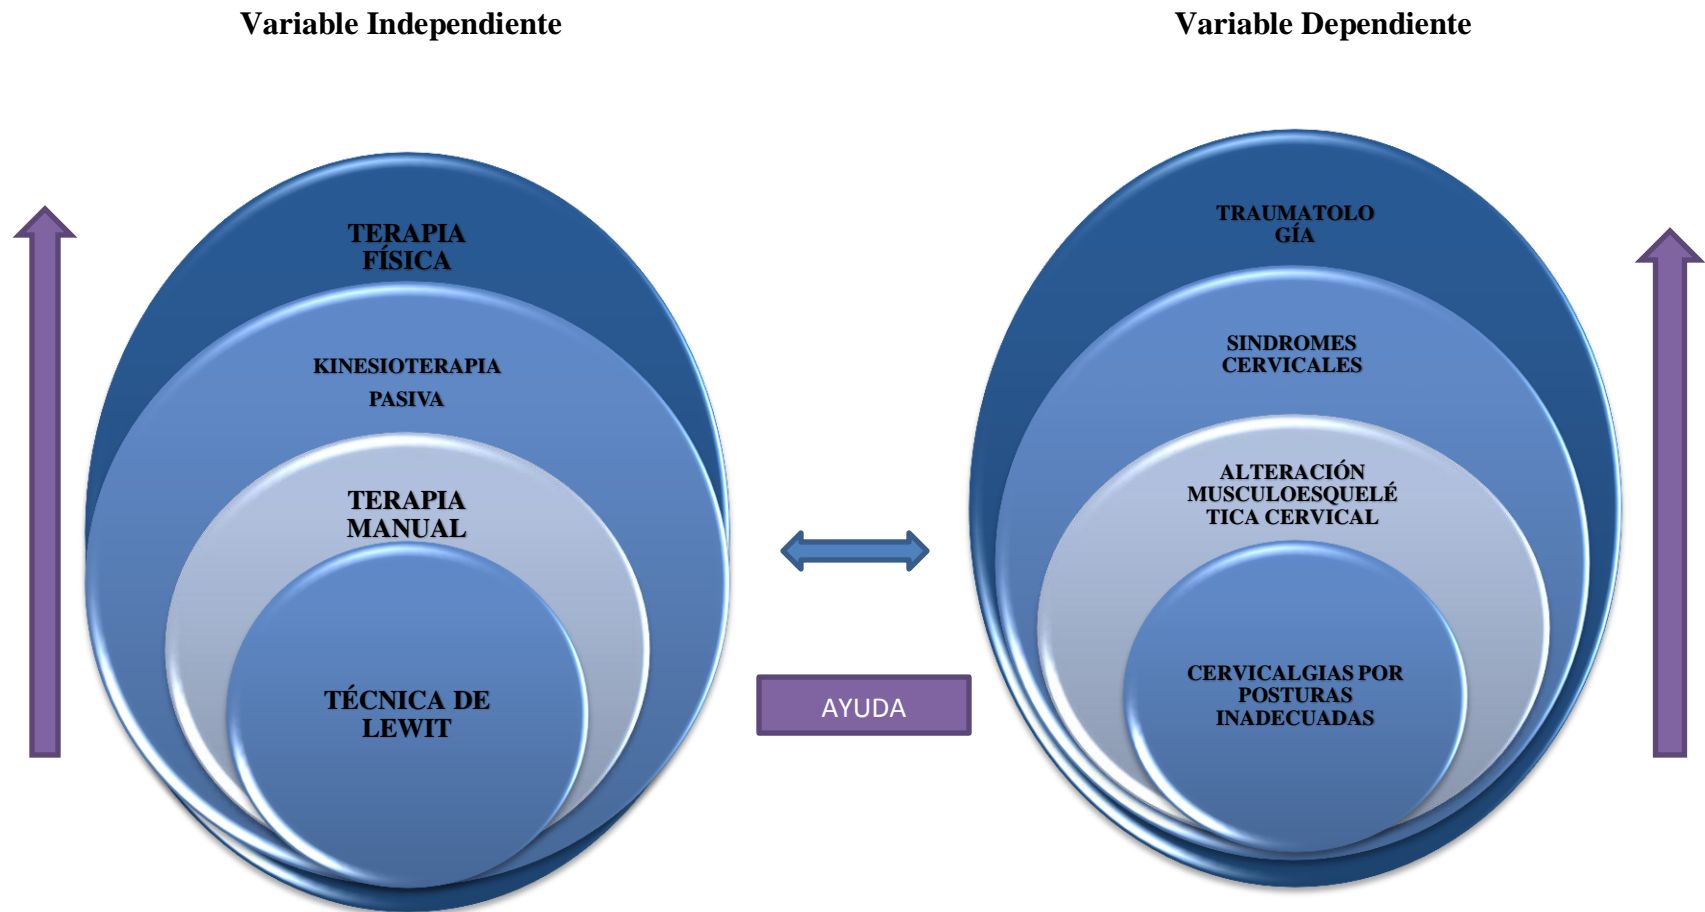 Variable Independiente
Variable Dependiente
TERAPIA
FÍSICA
KINESIOTERAPIA
PASIVA
TERAPIA
MANUAL
TÉCNICA DE
LEWIT
AYUDA
TRAUMATOLO
GÍA
SINDROMES
CERVICALES
ALTERACIÓN
MUSCULOESQUELÉ
TICA CERVICAL
CERVICALGIAS POR
POSTURAS
INADECUADAS